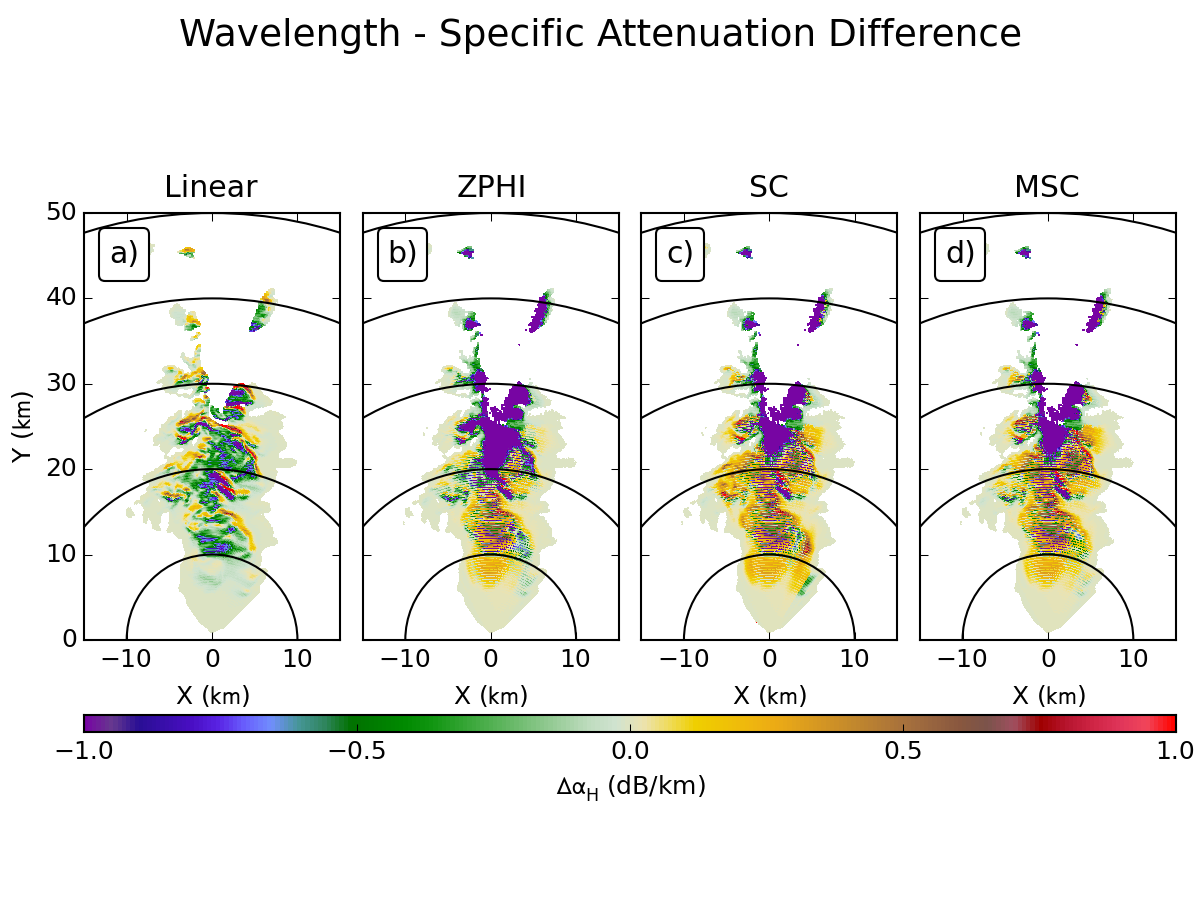 Wavelength - Specific Attenuation Difference
Linear
ZPHI
SC
MSC
a)
b)
c)
d)
50
40
30
20
10
0
Y (km)
−10 0 10
−10 0 10
−10 0 10
−10 0 10
X (km)
X (km)
X (km)
X (km)
−1.0 −0.5 0.0 0.5 1.0
Δα_H (dB/km)